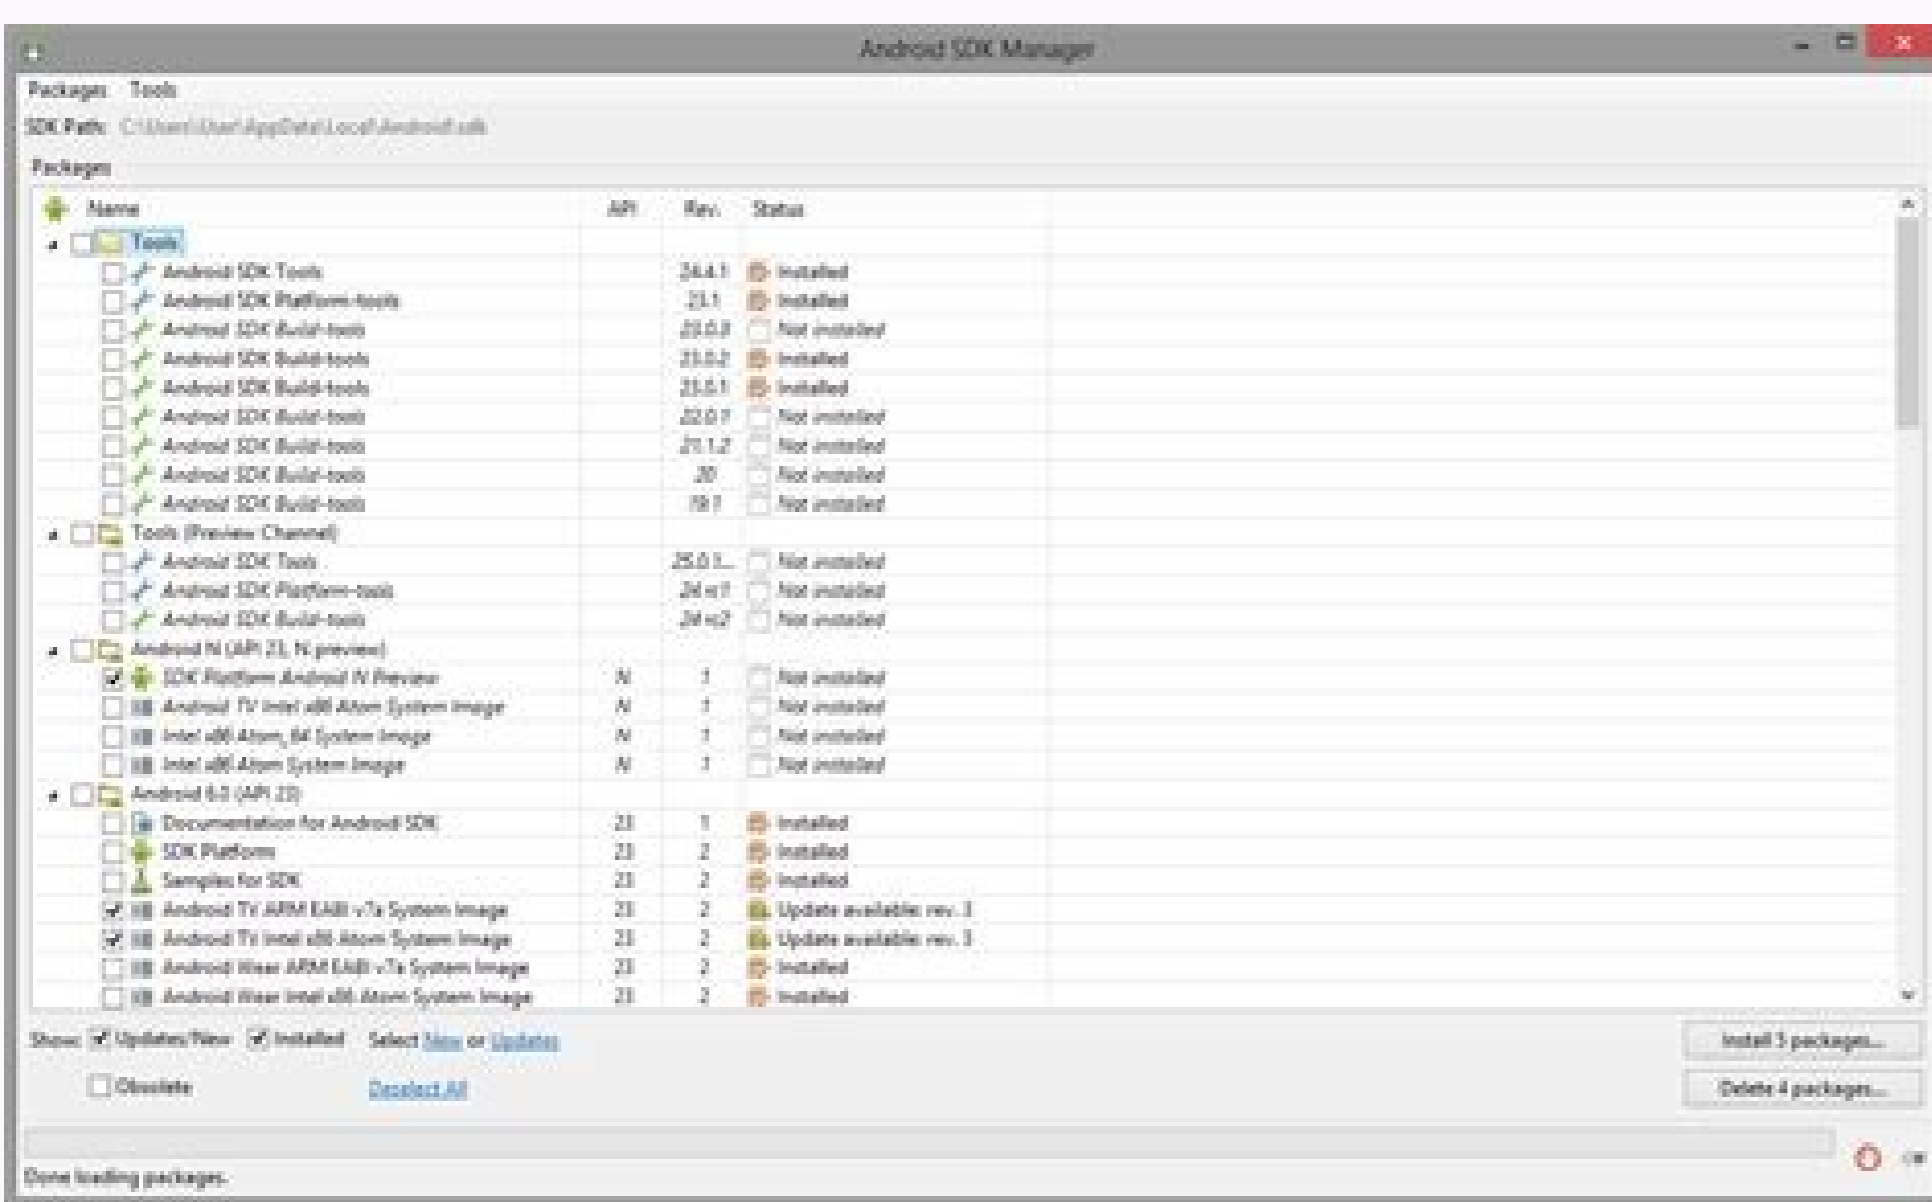 Android SDK Manager
Packages Tools
SDK Path: C:\Users\User\AppData\Local\Android\sdk
Packages
Name API Rev. Status
Tools
Android SDK Tools 24.4.1 Installed
Android SDK Platform-tools 23.1 Installed
Android SDK Build-tools 23.0.3 Not installed
Android SDK Build-tools 23.0.2 Installed
Android SDK Build-tools 23.0.1 Installed
Android SDK Build-tools 22.0.1 Not installed
Android SDK Build-tools 21.1.2 Not installed
Android SDK Build-tools 20 Not installed
Android SDK Build-tools 19.1 Not installed
Tools (Preview Channel)
Android SDK Tools 25.0.1... Not installed
Android SDK Platform-tools 24 rc1 Not installed
Android SDK Build-tools 24 rc2 Not installed
Android N (API 23, N preview)
SDK Platform Android N Preview N 1 Not installed
Android TV Intel x86 Atom System Image N 1 Not installed
Intel x86 Atom_64 System Image N 1 Not installed
Intel x86 Atom System Image N 1 Not installed
Android 6.0 (API 23)
Documentation for Android SDK 23 1 Installed
SDK Platform 23 2 Installed
Samples for SDK 23 2 Installed
Android TV ARM EABI v7a System Image 23 2 Update available: rev. 3
Android TV Intel x86 Atom System Image 23 2 Update available: rev. 3
Android Wear ARM EABI v7a System Image 23 2 Installed
Android Wear Intel x86 Atom System Image 23 2 Installed
Show: Updates/New Installed Select New or Updates
Install 5 packages...
Obsolete Deselect All
Delete 4 packages...
Done loading packages.